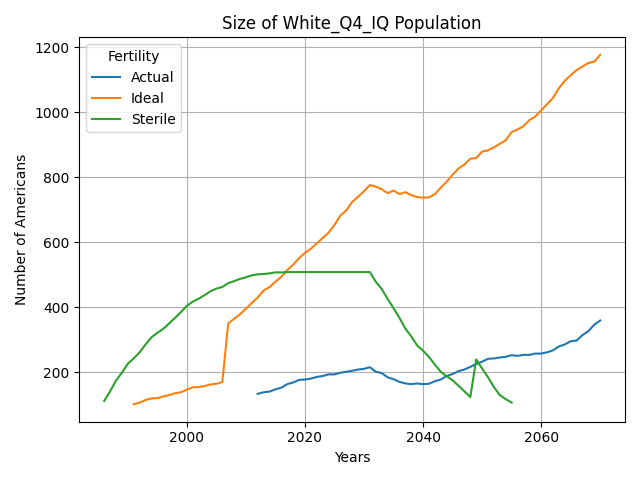 Size of White_Q4_IQ Population
Number of Americans
1200
1000
800
600
400
200
Fertility
Actual
Ideal
Sterile
2000
2020
2040
2060
Years